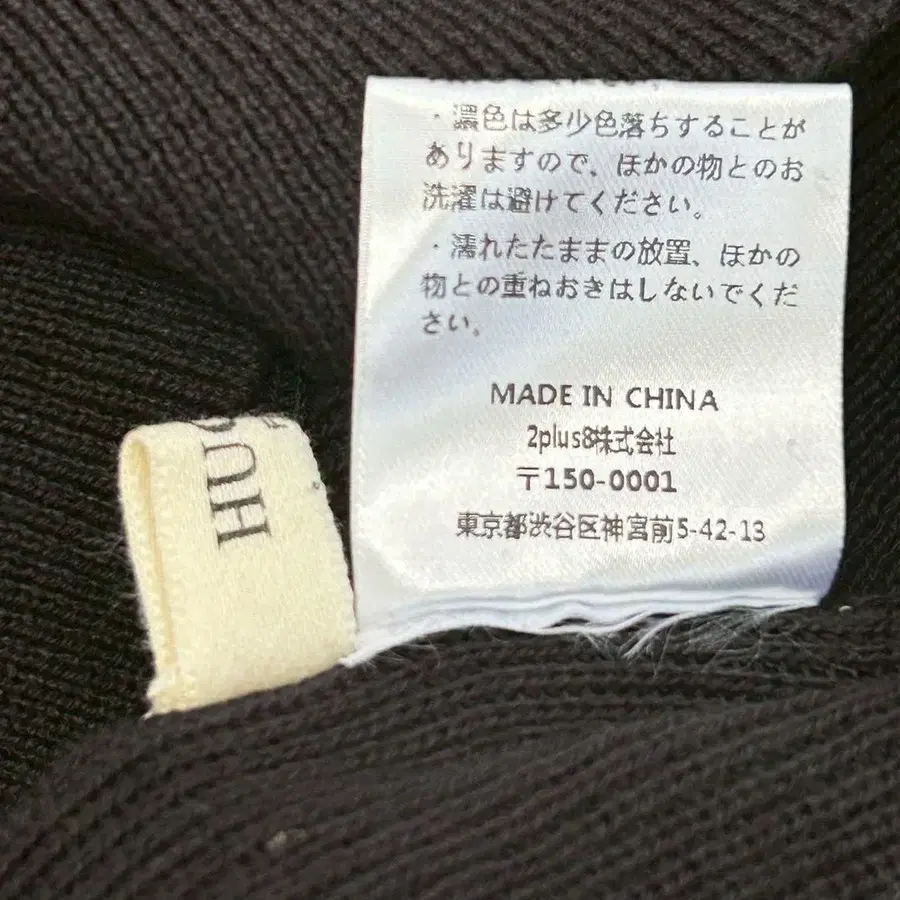 ・濃色は多少色落ちすることが
ありますので、ほかの物とのお
洗濯は避けてください。
・濡れたたままの放置、ほかの
物との重ねおきはしないでくだ
さい。
MADE IN CHINA
2plus8株式会社
〒150-0001
東京都渋谷区神宮前5-42-13
HU